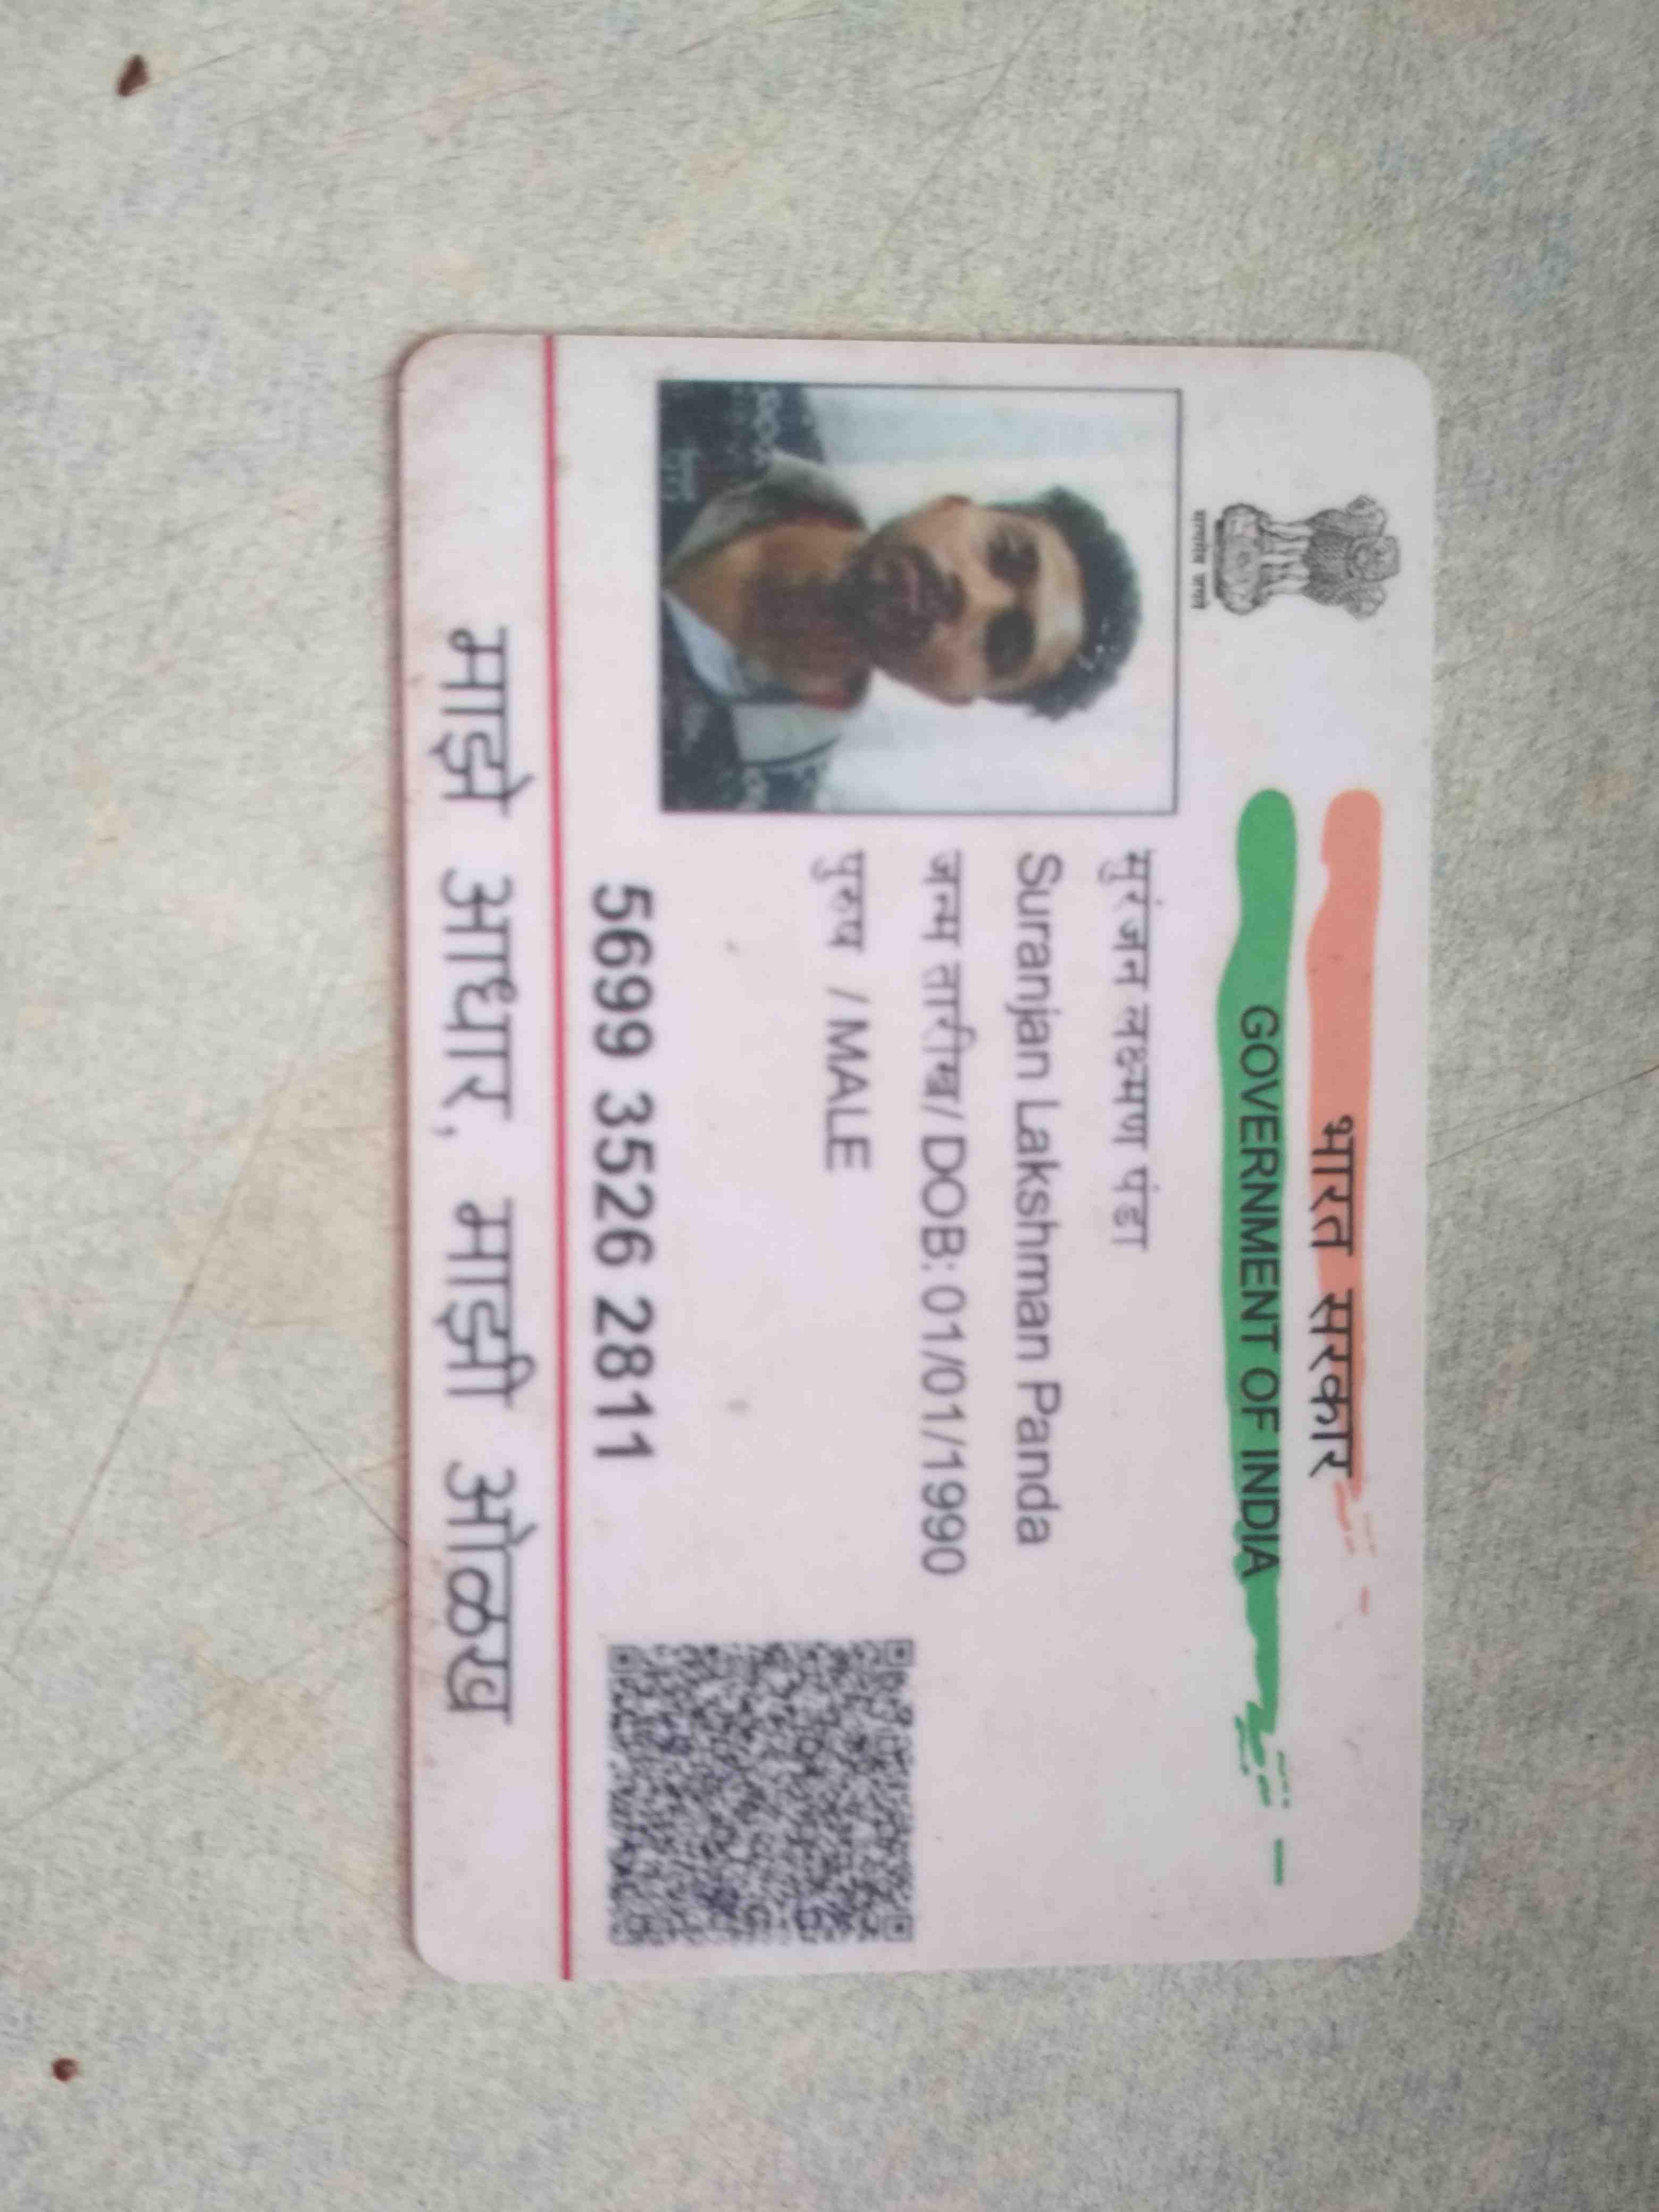 भारत सरकार
GOVERNMENT OF INDIA
सत्यमेव जयते
सुरंजन लक्ष्मण पंडा
Suranjan Lakshman Panda
जन्म तारीख/ DOB: 01/01/1990
पुरुष / MALE
5699 3526 2811
माझे आधार, माझी ओळख